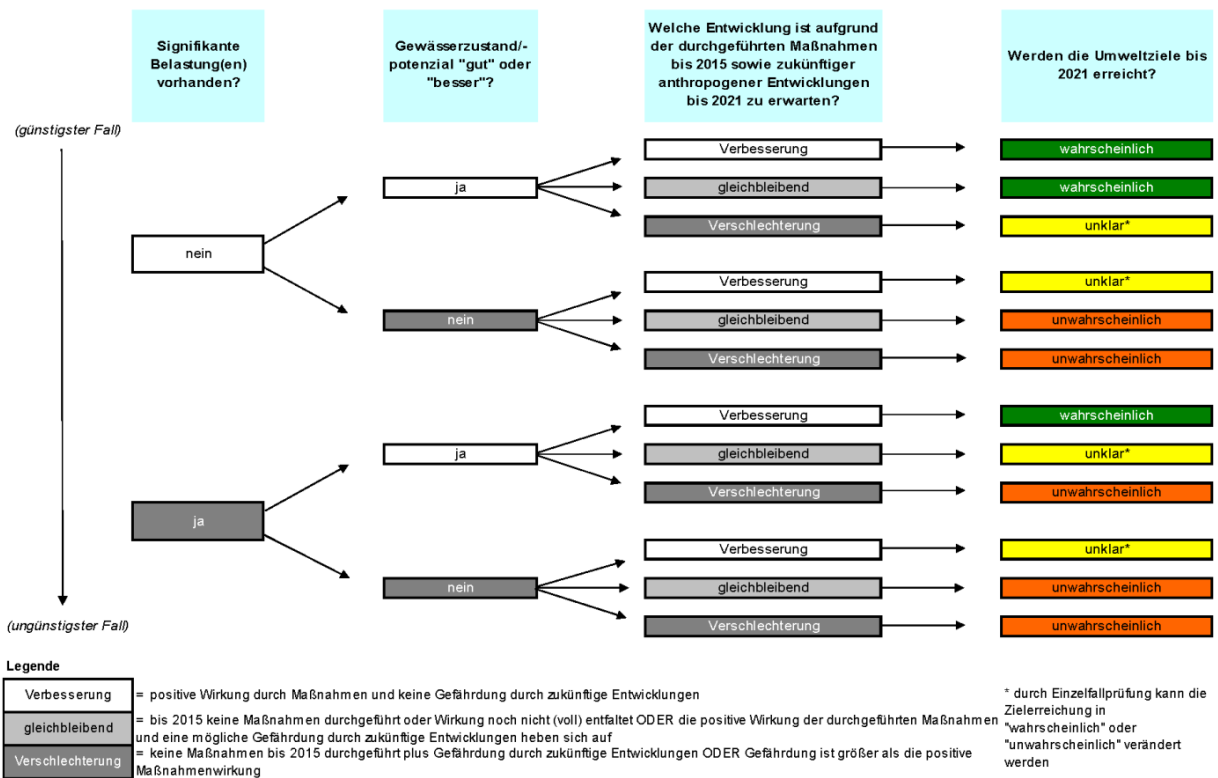 Signifikante
Belastung(en)
vorhanden?
Gewässerzustand/-
potenzial "gut" oder
"besser"?
Welche Entwicklung ist aufgrund
der durchgeführten Maßnahmen
bis 2015 sowie zukünftiger
anthropogener Entwicklungen
bis 2021 zu erwarten?
Werden die Umweltziele bis
2021 erreicht?
(günstigster Fall)
nein
ja
Verbesserung
wahrscheinlich
gleichbleibend
wahrscheinlich
Verschlechterung
unklar*
nein
Verbesserung
unklar*
gleichbleibend
unwahrscheinlich
Verschlechterung
unwahrscheinlich
ja
ja
Verbesserung
wahrscheinlich
gleichbleibend
unklar*
Verschlechterung
unwahrscheinlich
nein
Verbesserung
unklar*
gleichbleibend
unwahrscheinlich
Verschlechterung
unwahrscheinlich
(ungünstigster Fall)
Legende
Verbesserung
= positive Wirkung durch Maßnahmen und keine Gefährdung durch zukünftige Entwicklungen
gleichbleibend
= bis 2015 keine Maßnahmen durchgeführt oder Wirkung noch nicht (voll) entfaltet ODER die positive Wirkung der durchgeführten Maßnahmen
und eine mögliche Gefährdung durch zukünftige Entwicklungen heben sich auf
Verschlechterung
= keine Maßnahmen bis 2015 durchgeführt plus Gefährdung durch zukünftige Entwicklungen ODER Gefährdung ist größer als die positive
Maßnahmenwirkung
* durch Einzelfallprüfung kann die
Zielerreichung in
"wahrscheinlich" oder
"unwahrscheinlich" verändert
werden